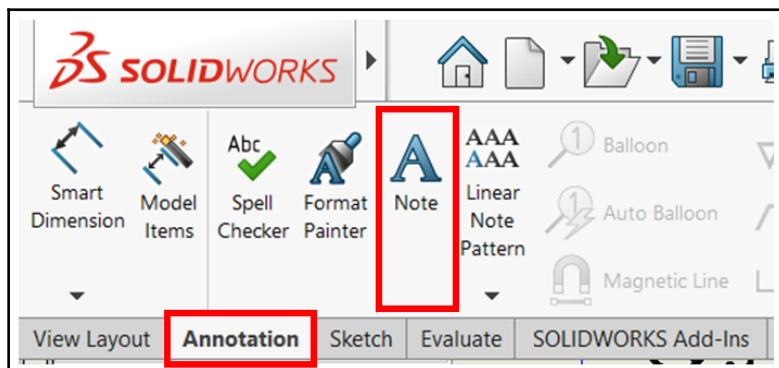 SOLIDWORKS
Smart
Dimension
Model
Items
Abc
Spell
Checker
Format
Painter
A
Note
AAA
AAA
Linear
Note
Pattern
1
Balloon
1
Auto Balloon
Magnetic Line
View Layout
Annotation
Sketch
Evaluate
SOLIDWORKS Add-Ins